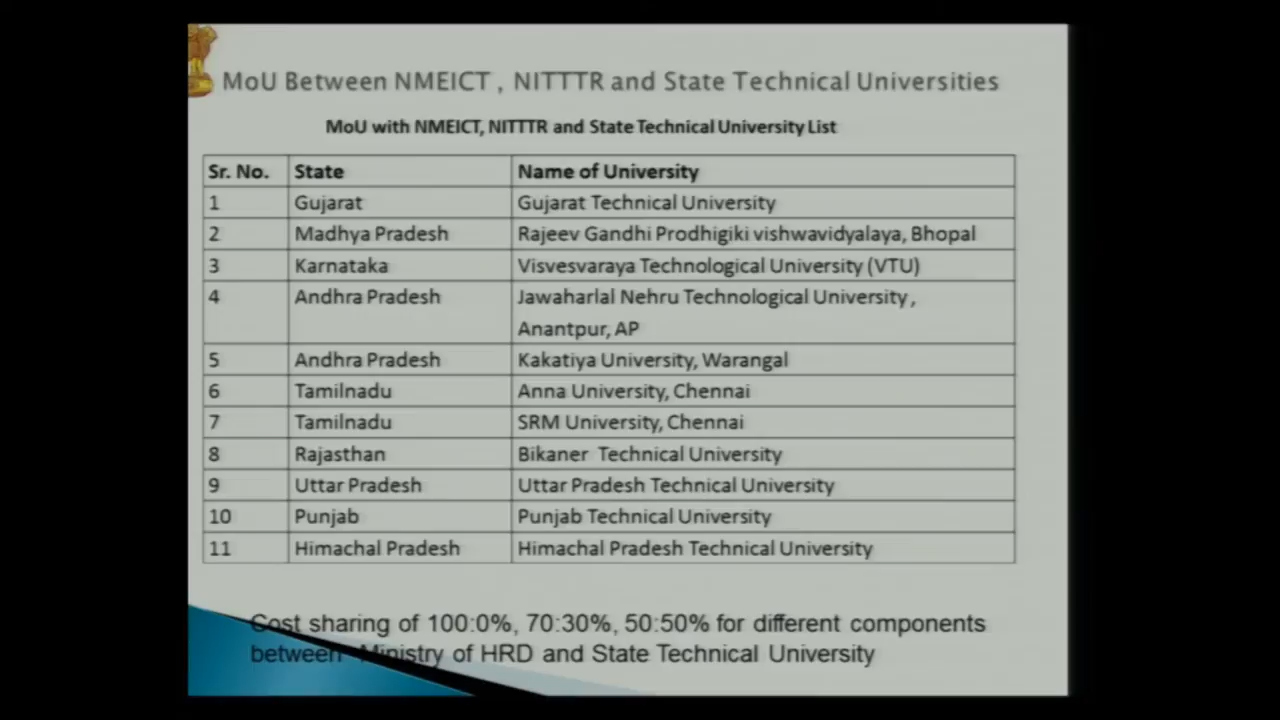 MoU Between NMEICT , NITTTR and State Technical Universities
MoU with NMEICT, NITTTR and State Technical University List
Sr. No. State Name of University
1 Gujarat Gujarat Technical University
2 Madhya Pradesh Rajeev Gandhi Prodhigiki vishwavidyalaya, Bhopal
3 Karnataka Visvesvaraya Technological University (VTU)
4 Andhra Pradesh Jawaharlal Nehru Technological University ,
Anantpur, AP
5 Andhra Pradesh Kakatiya University, Warangal
6 Tamilnadu Anna University, Chennai
7 Tamilnadu SRM University, Chennai
8 Rajasthan Bikaner Technical University
9 Uttar Pradesh Uttar Pradesh Technical University
10 Punjab Punjab Technical University
11 Himachal Pradesh Himachal Pradesh Technical University
Cost sharing of 100:0%, 70:30%, 50:50% for different components
between Ministry of HRD and State Technical University